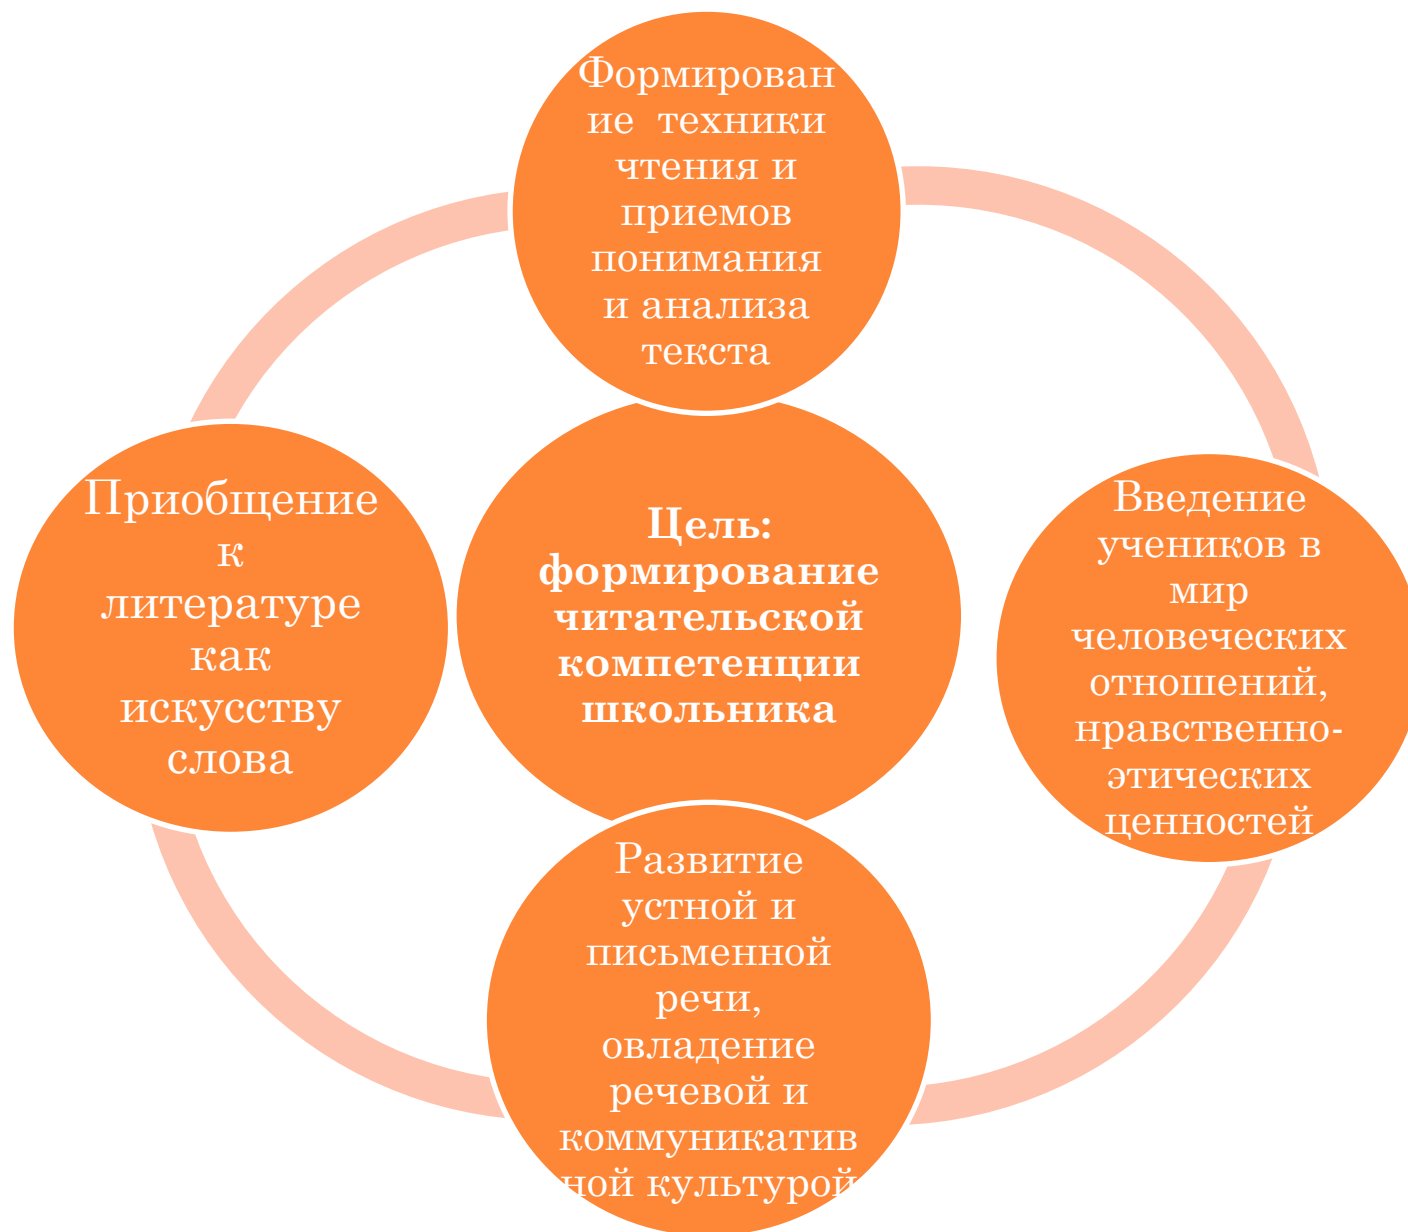 Формирован
ие техники
чтения и
приемов
понимания
и анализа
текста
Приобщение
к
литературе
как
искусству
слова
Цель:
формирование
читательской
компетенции
школьника
Введение
учеников в
мир
человеческих
отношений,
нравственно-
этических
ценностей
Развитие
устной и
письменной
речи,
овладение
речевой и
коммуникатив
ной культурой